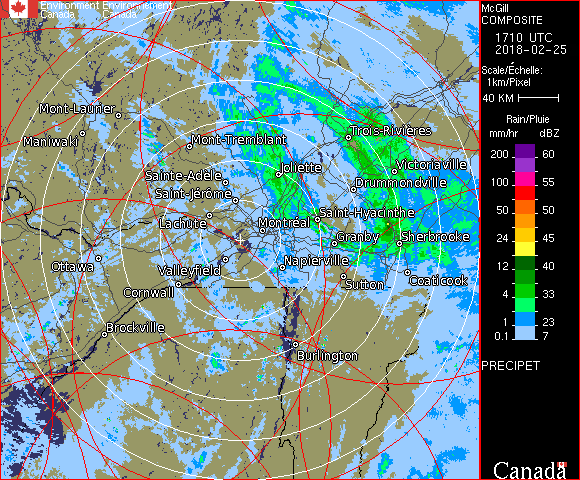 Environment Environnement
Canada Canada
Mont-Laurier
Maniwaki
Mont-Tremblant
Trois-Rivières
Joliette
Victoriaville
Sainte-Adèle
Drummondville
Saint-Jérôme
Saint-Hyacinthe
Lachute
Montréal
Granby
Sherbrooke
Ottawa
Valleyfield
Napierville
Coaticook
Sutton
Cornwall
Brockville
Burlington
McGill
COMPOSITE
1710 UTC
2018-02-25
Scale/Échelle:
1km/Pixel
40 KM
Rain/Pluie
mm/hr dBZ
200 60
100 55
50 50
24 45
12 40
4 33
1 23
0.1 7
PRECIPET
Canada